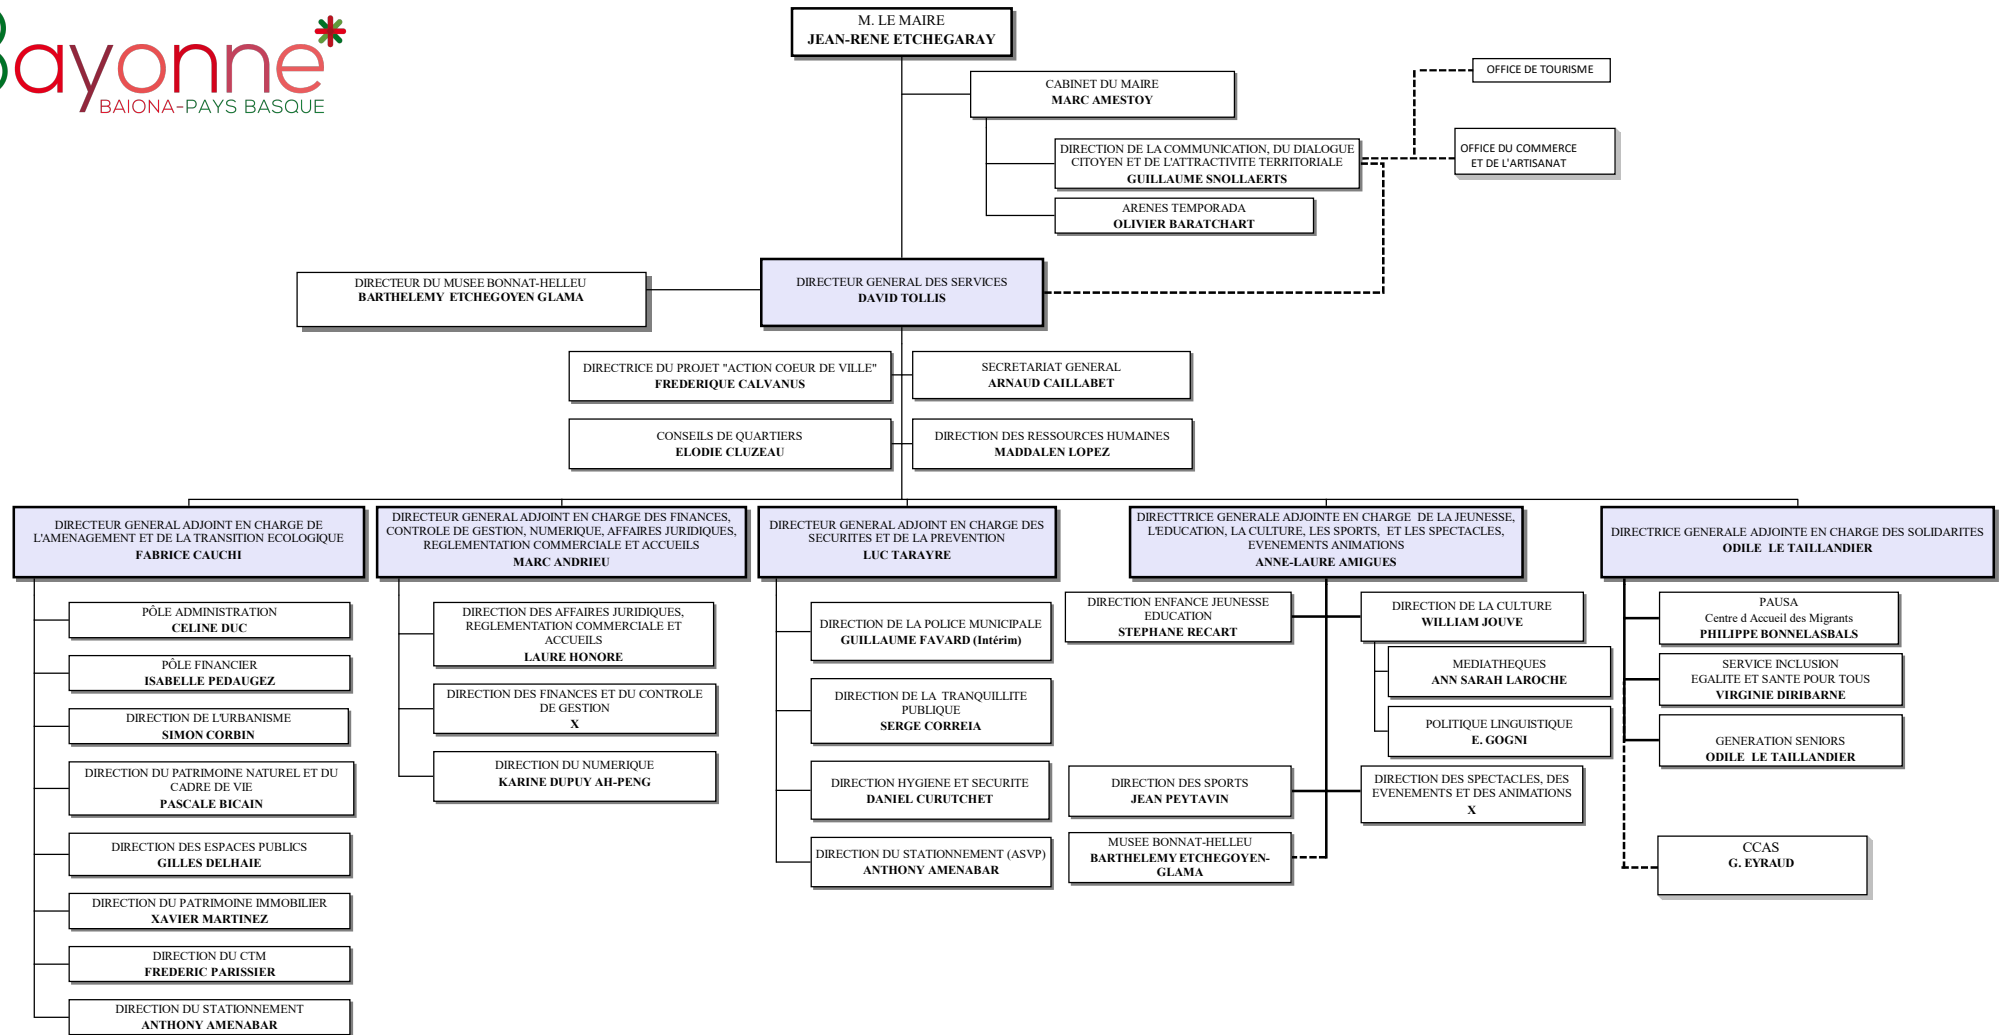 Bayonne*
BAIONA-PAYS BASQUE
M. LE MAIRE
JEAN-RENE ETCHEGARAY
CABINET DU MAIRE
MARC AMESTOY
OFFICE DE TOURISME
DIRECTION DE LA COMMUNICATION, DU DIALOGUE
CITOYEN ET DE L'ATTRACTIVITE TERRITORIALE
GUILLAUME SNOLLAERTS
OFFICE DU COMMERCE
ET DE L'ARTISANAT
ARENES TEMPORADA
OLIVIER BARATCHART
DIRECTEUR DU MUSEE BONNAT-HELLEU
BARTHELEMY ETCHEGOYEN GLAMA
DIRECTEUR GENERAL DES SERVICES
DAVID TOLLIS
DIRECTRICE DU PROJET "ACTION COEUR DE VILLE"
FREDERIQUE CALVANUS
SECRETARIAT GENERAL
ARNAUD CAILLABET
CONSEILS DE QUARTIERS
ELODIE CLUZEAU
DIRECTION DES RESSOURCES HUMAINES
MADDALEN LOPEZ
DIRECTEUR GENERAL ADJOINT EN CHARGE DE
L'AMENAGEMENT ET DE LA TRANSITION ECOLOGIQUE
FABRICE CAUCHI
PÔLE ADMINISTRATION
CELINE DUC
PÔLE FINANCIER
ISABELLE PEDAUGEZ
DIRECTION DE L'URBANISME
SIMON CORBIN
DIRECTION DU PATRIMOINE NATUREL ET DU
CADRE DE VIE
PASCALE BICAIN
DIRECTION DES ESPACES PUBLICS
GILLES DELHAIE
DIRECTION DU PATRIMOINE IMMOBILIER
XAVIER MARTINEZ
DIRECTION DU CTM
FREDERIC PARISSIER
DIRECTION DU STATIONNEMENT
ANTHONY AMENABAR
DIRECTEUR GENERAL ADJOINT EN CHARGE DES FINANCES,
CONTROLE DE GESTION, NUMERIQUE, AFFAIRES JURIDIQUES,
REGLEMENTATION COMMERCIALE ET ACCUEILS
MARC ANDRIEU
DIRECTION DES AFFAIRES JURIDIQUES,
REGLEMENTATION COMMERCIALE ET
ACCUEILS
LAURE HONORE
DIRECTION DES FINANCES ET DU CONTROLE
DE GESTION
X
DIRECTION DU NUMERIQUE
KARINE DUPUY AH-PENG
DIRECTEUR GENERAL ADJOINT EN CHARGE DES
SECURITES ET DE LA PREVENTION
LUC TARAYRE
DIRECTION DE LA POLICE MUNICIPALE
GUILLAUME FAVARD (Intérim)
DIRECTION DE LA TRANQUILLITE
PUBLIQUE
SERGE CORREIA
DIRECTION HYGIENE ET SECURITE
DANIEL CURUTCHET
DIRECTION DU STATIONNEMENT (ASVP)
ANTHONY AMENABAR
DIRECTTRICE GENERALE ADJOINTE EN CHARGE DE LA JEUNESSE,
L'EDUCATION, LA CULTURE, LES SPORTS, ET LES SPECTACLES,
EVENEMENTS ANIMATIONS
ANNE-LAURE AMIGUES
DIRECTION ENFANCE JEUNESSE
EDUCATION
STEPHANE RECART
DIRECTION DE LA CULTURE
WILLIAM JOUVE
MEDIATHEQUES
ANN SARAH LAROCHE
POLITIQUE LINGUISTIQUE
E. GOGNI
DIRECTION DES SPORTS
JEAN PEYTAVIN
DIRECTION DES SPECTACLES, DES
EVENEMENTS ET DES ANIMATIONS
X
MUSEE BONNAT-HELLEU
BARTHELEMY ETCHEGOYEN-
GLAMA
DIRECTRICE GENERALE ADJOINTE EN CHARGE DES SOLIDARITES
ODILE LE TAILLANDIER
PAUSA
Centre d Accueil des Migrants
PHILIPPE BONNELASBALS
SERVICE INCLUSION
EGALITE ET SANTE POUR TOUS
VIRGINIE DIRIBARNE
GENERATION SENIORS
ODILE LE TAILLANDIER
CCAS
G. EYRAUD